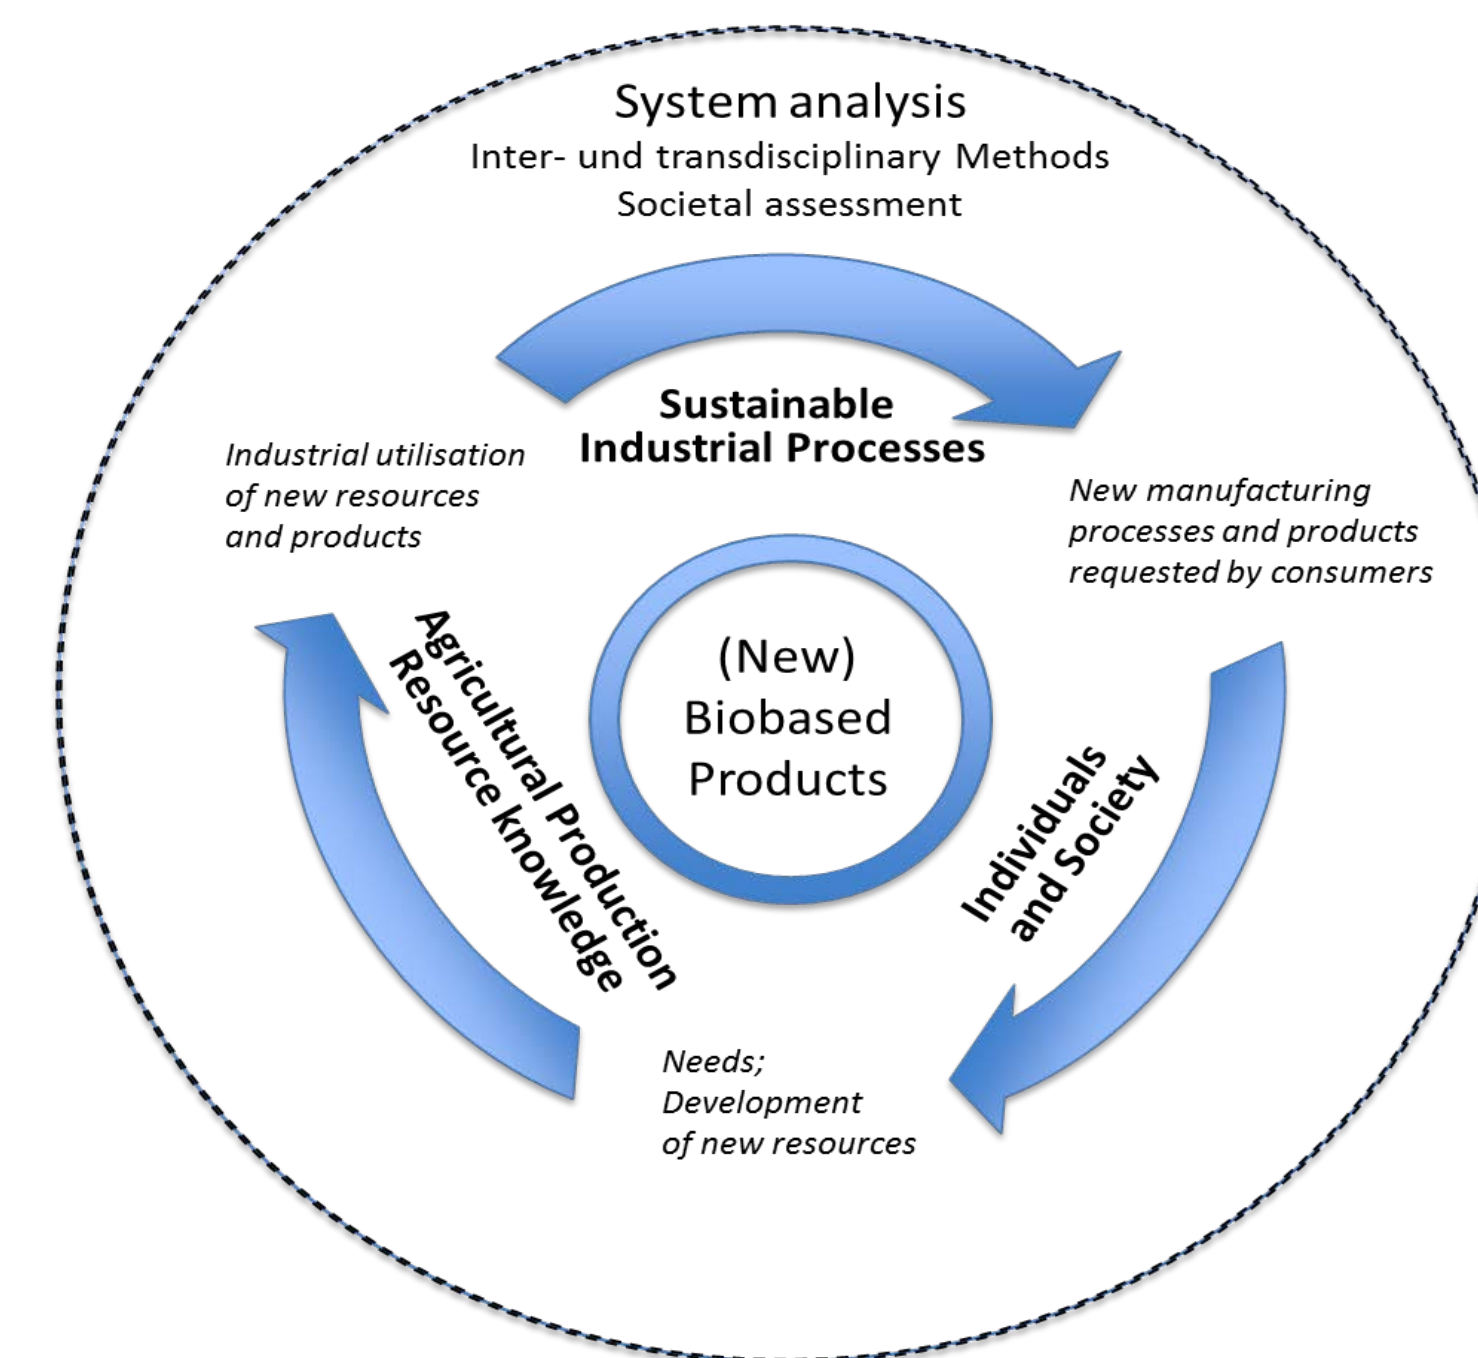 System analysis
Inter- und transdisciplinary Methods
Societal assessment
Sustainable
Industrial Processes
Industrial utilisation
of new resources
and products
New manufacturing
processes and products
requested by consumers
(New)
Biobased
Products
Agricultural Production
Resource knowledge
Individuals
and Society
Needs;
Development
of new resources